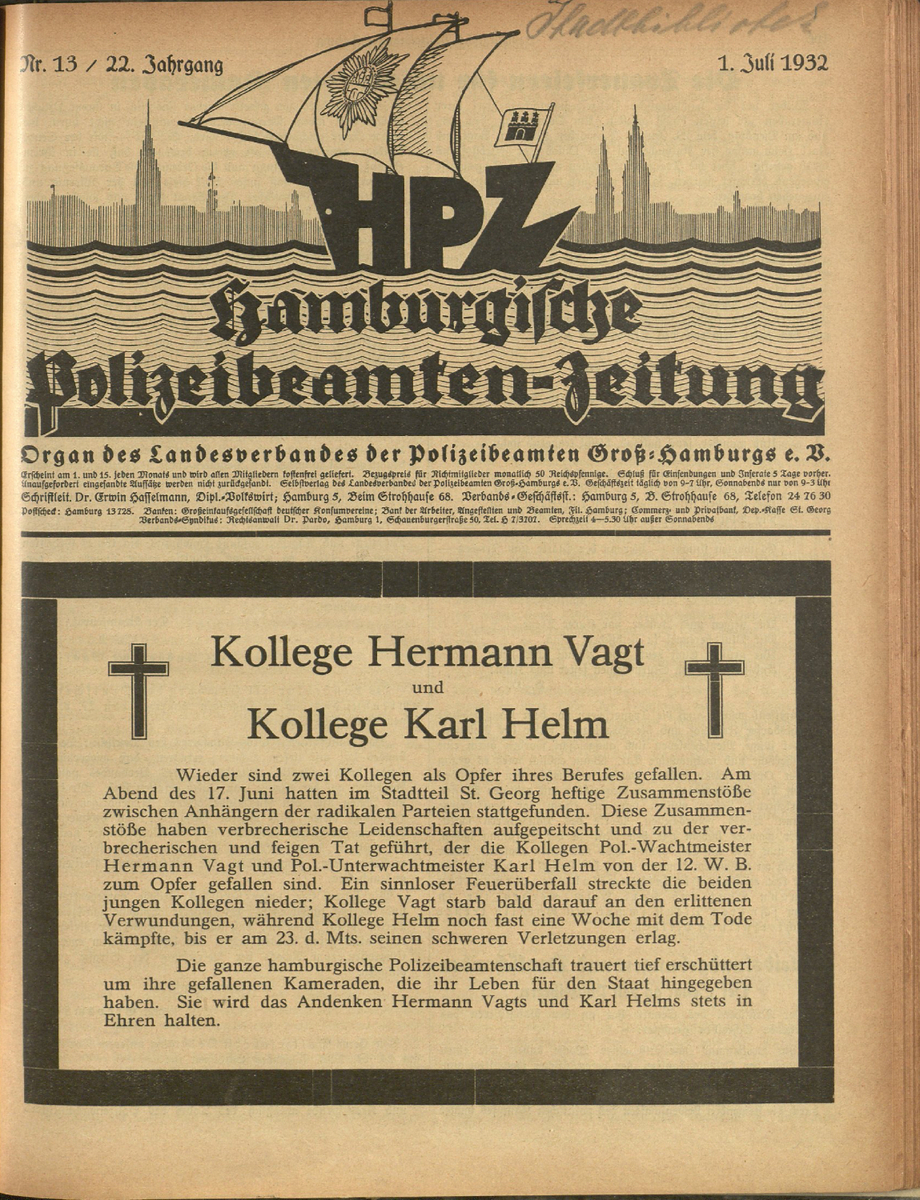 Stadtbibliothek
Nr. 13 / 22. Jahrgang
1. Juli 1932
HPZ
Hamburgische
Polizeibeamten-Zeitung
Organ des Landesverbandes der Polizeibeamten Groß-Hamburgs e. V.
Erscheint am 1. und 15. jeden Monats und wird allen Mitgliedern kostenfrei geliefert. Bezugspreis für Nichtmitglieder monatlich 50 Reichspfennige. Schluß für Einsendungen und Inserate 5 Tage vorher.
Unaufgefordert eingesandte Aufsätze werden nicht zurückgesandt. Selbstverlag des Landesverbandes der Polizeibeamten Groß-Hamburgs e. V. Geschäftszeit täglich von 9-7 Uhr, Sonnabends nur von 9-3 Uhr
Schriftleit. Dr. Erwin Hasselmann, Dipl.-Volkswirt; Hamburg 5, Beim Strohhause 68. Verbands-Geschäftsst.: Hamburg 5, B. Strohhause 68, Telefon 24 76 30
Postscheck: Hamburg 13725. Banken: Großeinkaufsgesellschaft deutscher Konsumvereine; Bank der Arbeiter, Angestellten und Beamten, Fil. Hamburg; Commerz- und Privatbank, Dep.-Kasse St. Georg
Verbands-Syndikus: Rechtsanwalt Dr. Pardo, Hamburg 1, Schauenburgerstraße 50, Tel. H 7/3707. Sprechzeit 4—5.30 Uhr außer Sonnabends
Kollege Hermann Vagt
und
Kollege Karl Helm
Wieder sind zwei Kollegen als Opfer ihres Berufes gefallen. Am
Abend des 17. Juni hatten im Stadtteil St. Georg heftige Zusammenstöße
zwischen Anhängern der radikalen Parteien stattgefunden. Diese Zusammen-
stöße haben verbrecherische Leidenschaften aufgepeitscht und zu der ver-
brecherischen und feigen Tat geführt, der die Kollegen Pol.-Wachtmeister
Hermann Vagt und Pol.-Unterwachtmeister Karl Helm von der 12. W. B.
zum Opfer gefallen sind. Ein sinnloser Feuerüberfall streckte die beiden
jungen Kollegen nieder; Kollege Vagt starb bald darauf an den erlittenen
Verwundungen, während Kollege Helm noch fast eine Woche mit dem Tode
kämpfte, bis er am 23. d. Mts. seinen schweren Verletzungen erlag.
Die ganze hamburgische Polizeibeamtenschaft trauert tief erschüttert
um ihre gefallenen Kameraden, die ihr Leben für den Staat hingegeben
haben. Sie wird das Andenken Hermann Vagts und Karl Helms stets in
Ehren halten.